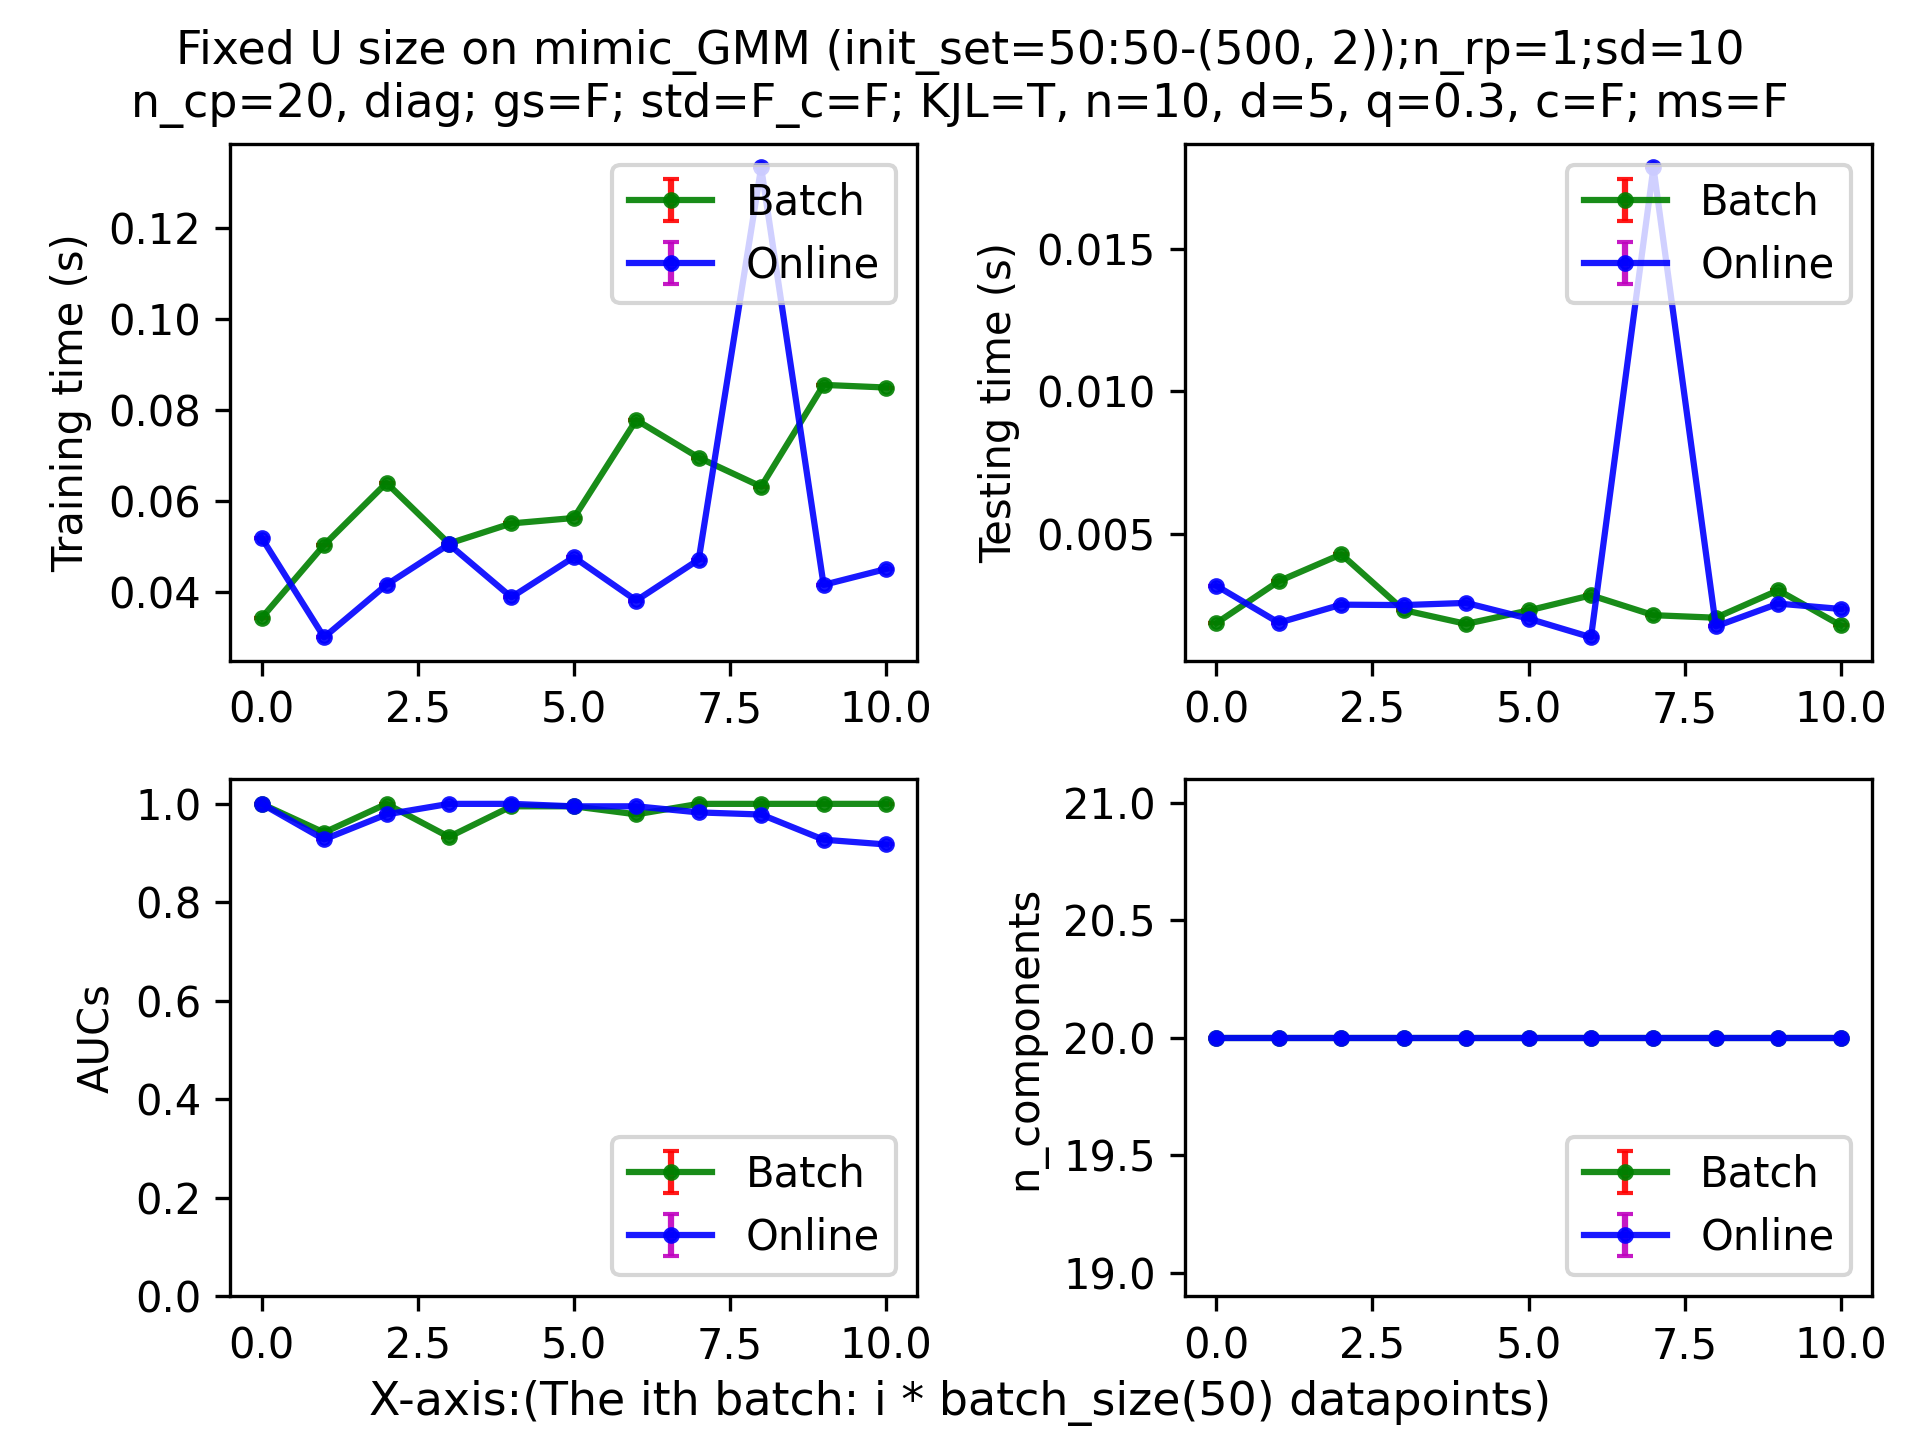 Fixed U size on mimic_GMM (init_set=50:50-(500, 2));n_rp=1;sd=10
n_cp=20, diag; gs=F; std=F_c=F; KJL=T, n=10, d=5, q=0.3, c=F; ms=F
Training time (s)
0.12
0.10
0.08
0.06
0.04
0.0 2.5 5.0 7.5 10.0
Batch
Online
Testing time (s)
0.015
0.010
0.005
0.0 2.5 5.0 7.5 10.0
Batch
Online
AUCs
1.0
0.8
0.6
0.4
0.2
0.0
0.0 2.5 5.0 7.5 10.0
Batch
Online
n_components
21.0
20.5
20.0
19.5
19.0
0.0 2.5 5.0 7.5 10.0
Batch
Online
X-axis:(The ith batch: i * batch_size(50) datapoints)